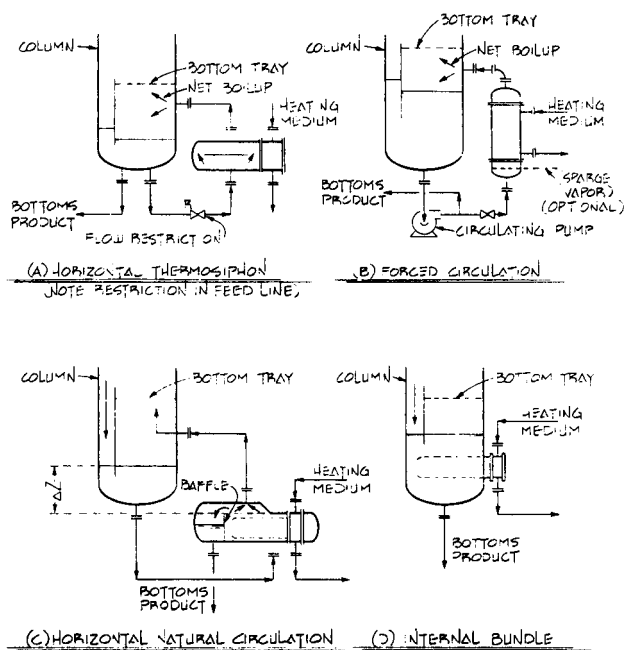 COLUMN
BOTTOM TRAY
NET BOILUP
HEATING
MEDIUM
BOTTOMS
PRODUCT
FLOW RESTRICTION
(A) HORIZONTAL THERMOSIPHON
(NOTE RESTRICTION IN FEED LINE)
BOTTOM TRAY
COLUMN
NET BOILUP
HEATING
MEDIUM
(SPARGE
VAPOR)
(OPTIONAL)
BOTTOMS
PRODUCT
CIRCULATING PUMP
(B) FORCED CIRCULATION
COLUMN
BOTTOM TRAY
ΔZ
BAFFLE
HEATING
MEDIUM
BOTTOMS
PRODUCT
(C) HORIZONTAL NATURAL CIRCULATION
COLUMN
BOTTOM TRAY
HEATING
MEDIUM
BOTTOMS
PRODUCT
(D) INTERNAL BUNDLE